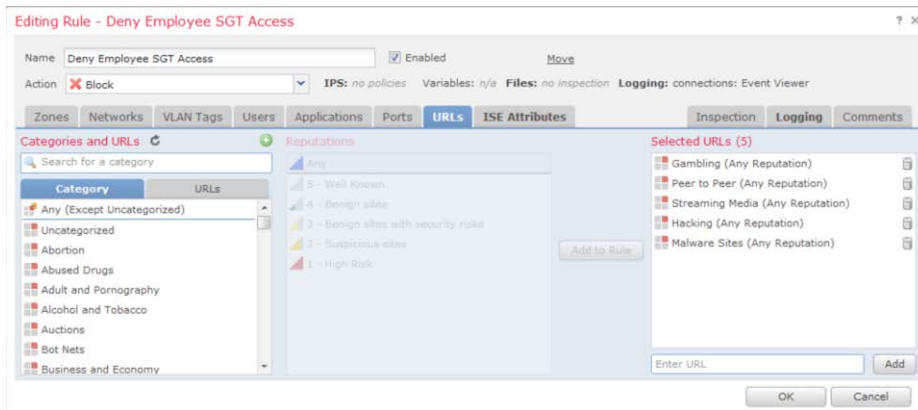 Editing Rule - Deny Employee SGT Access
? X
Name Deny Employee SGT Access Enabled Move
Action Block IPS: no policies Variables: n/a Files: no inspection Logging: connections: Event Viewer
Zones Networks VLAN Tags Users Applications Ports URLs ISE Attributes Inspection Logging Comments
Categories and URLs Reputations Selected URLs (5)
Search for a category
Category URLs
Any (Except Uncategorized)
Uncategorized
Abortion
Abused Drugs
Adult and Pornography
Alcohol and Tobacco
Auctions
Bot Nets
Business and Economy
Any
5 - Well Known
4 - Benign sites
3 - Benign sites with security risks
2 - Suspicious sites
1 - High Risk
Add to Rule
Gambling (Any Reputation)
Peer to Peer (Any Reputation)
Streaming Media (Any Reputation)
Hacking (Any Reputation)
Malware Sites (Any Reputation)
Enter URL Add
OK Cancel